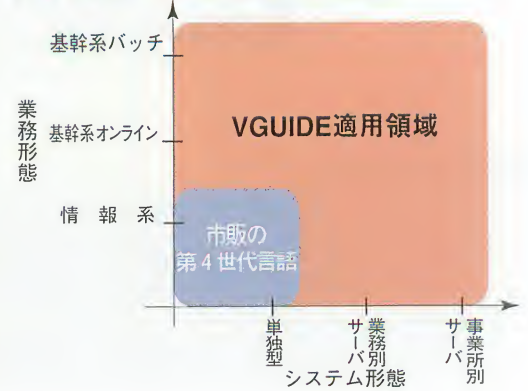 基幹系バッチ
業務形態
基幹系オンライン
情報系
VGUIDE適用領域
市販の
第4世代言語
単独型
業務別
サーバ
事業所別
サーバ
システム形態